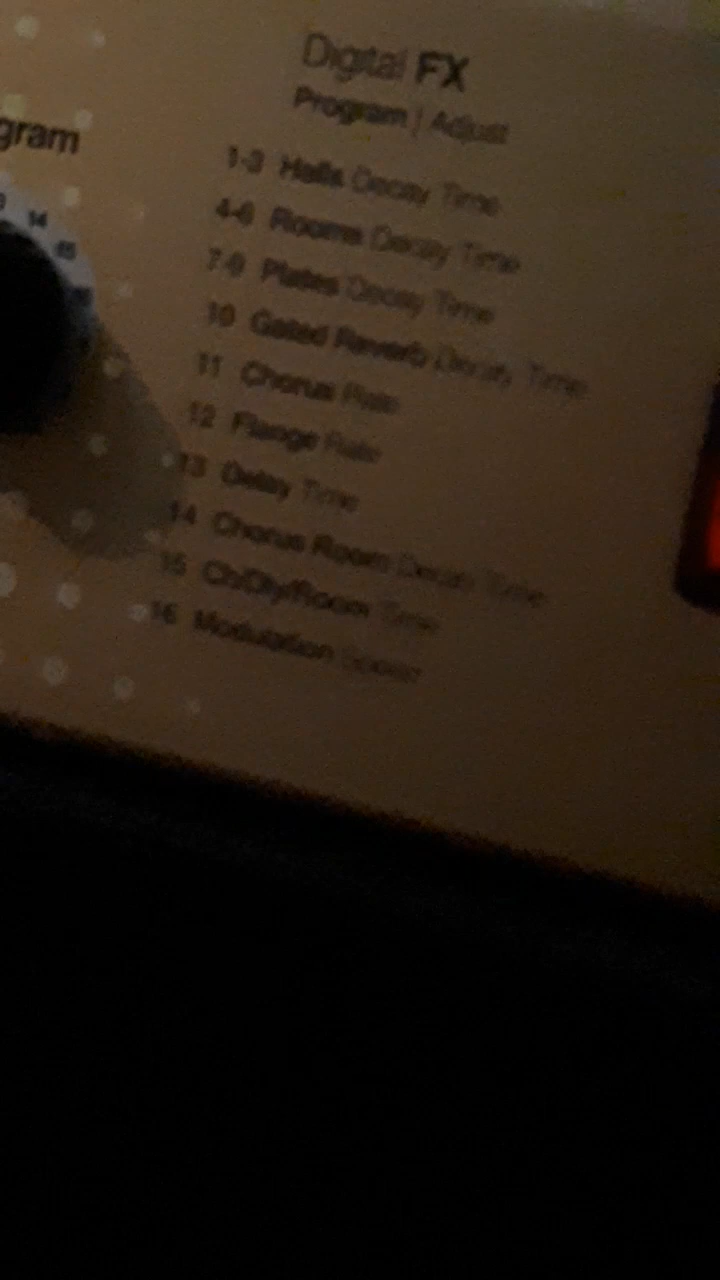 Digital FX
Program | Adjust
gram
1-3 Halls Decay Time
4-6 Rooms Decay Time
7-9 Plates Decay Time
10 Gated Reverb Decay Time
11 Chorus Rate
12 Flange Rate
13 Delay Time
14 Chorus Room Decay Time
15 Ch/Dly/Room Time
16 Modulation Speed
14
15